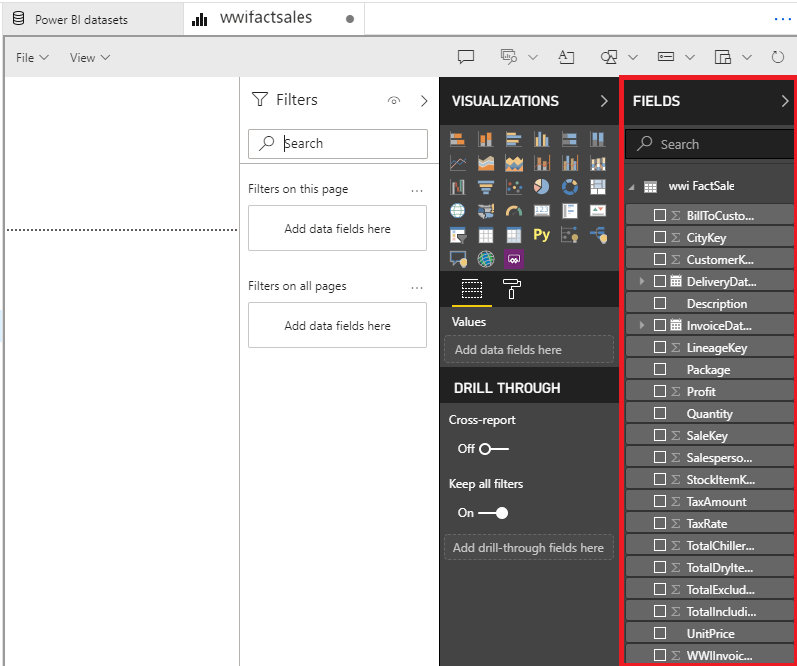 Power BI datasets
wwifactsales
File
View
Filters
Search
Filters on this page
Add data fields here
Filters on all pages
Add data fields here
VISUALIZATIONS
Py
Values
Add data fields here
DRILL THROUGH
Cross-report
Off
Keep all filters
On
Add drill-through fields here
FIELDS
Search
wwi FactSale
BillToCusto...
CityKey
CustomerK...
DeliveryDat...
Description
InvoiceDat...
LineageKey
Package
Profit
Quantity
SaleKey
Salesperso...
StockItemK...
TaxAmount
TaxRate
TotalChiller...
TotalDryIte...
TotalExclud...
TotalIncludi...
UnitPrice
WWIInvoic...